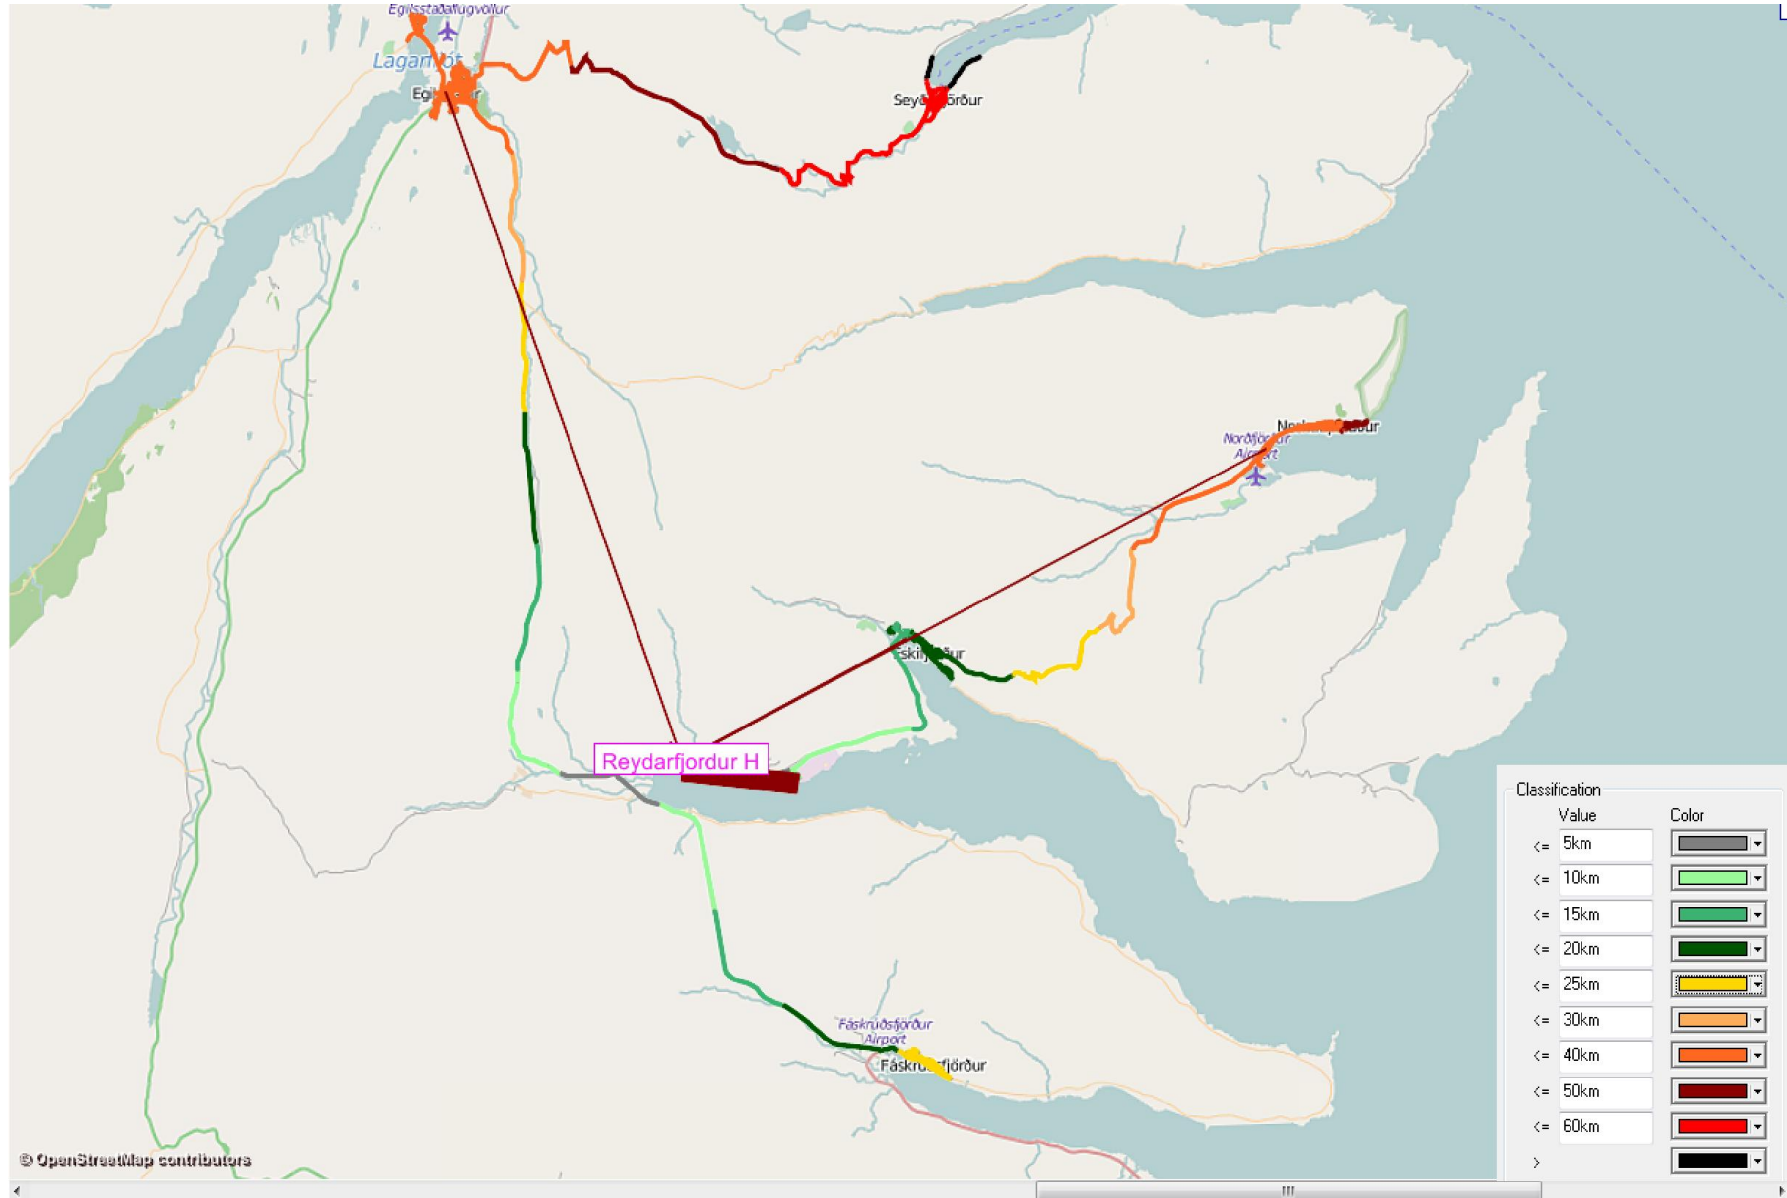 Egilsstaðaflugvöllur
Lagarfljót
Seyðisfjörður
Norðfjörður
Airport
Eskifjörður
Reydarfjordur H
Fáskrúðsfjörður
Airport
Fáskrúðsfjörður
© OpenStreetMap contributors
Classification
Value Color
<= 5km
<= 10km
<= 15km
<= 20km
<= 25km
<= 30km
<= 40km
<= 50km
<= 60km
>